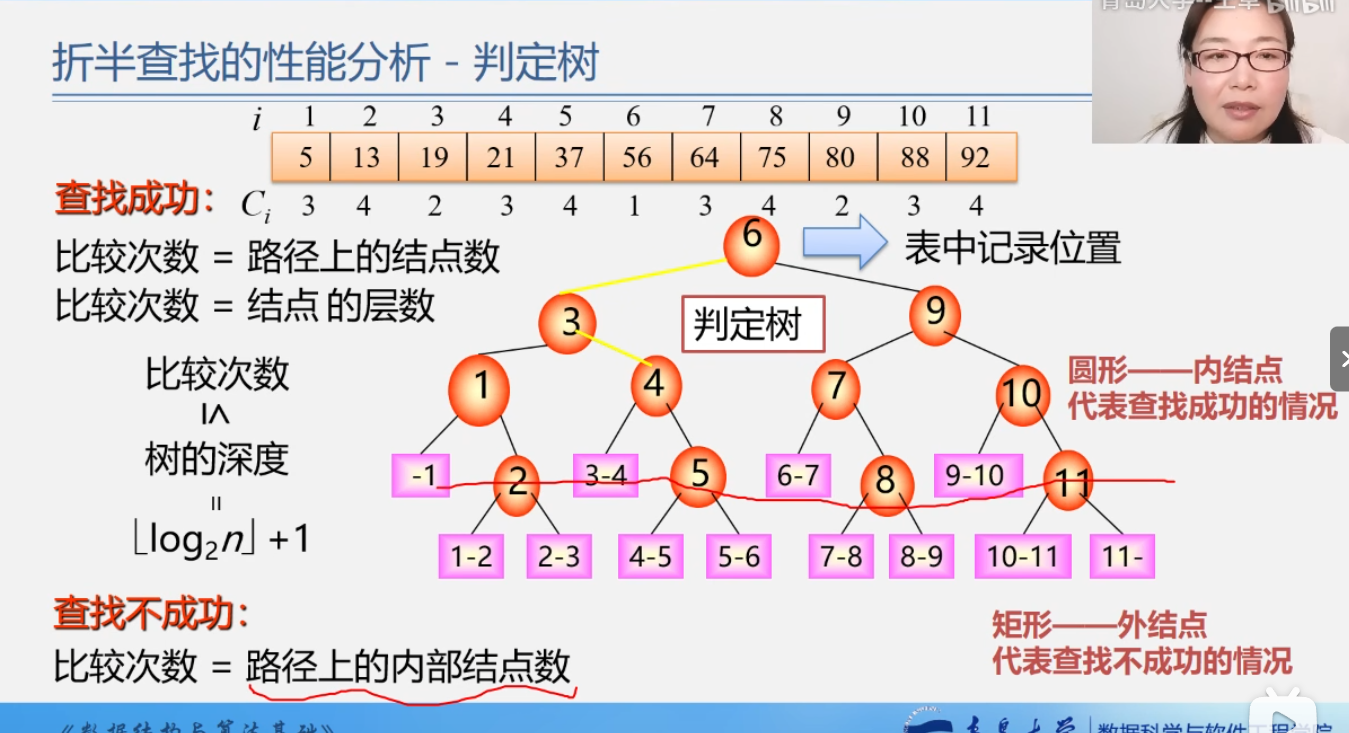 折半查找的性能分析 - 判定树
i 1 2 3 4 5 6 7 8 9 10 11
5 13 19 21 37 56 64 75 80 88 92
查找成功：
Ci 3 4 2 3 4 1 3 4 2 3 4
比较次数 = 路径上的结点数
比较次数 = 结点的层数
6
表中记录位置
3
判定树
9
比较次数
≤
树的深度
=
⌊log2n⌋+1
1 4 7 10
圆形——内结点
代表查找成功的情况
-1 2 3-4 5 6-7 8 9-10 11
1-2 2-3 4-5 5-6 7-8 8-9 10-11 11-
查找不成功：
比较次数 = 路径上的内部结点数
矩形——外结点
代表查找不成功的情况
《数据结构与算法基础》
青岛大学 数据科学与软件工程学院